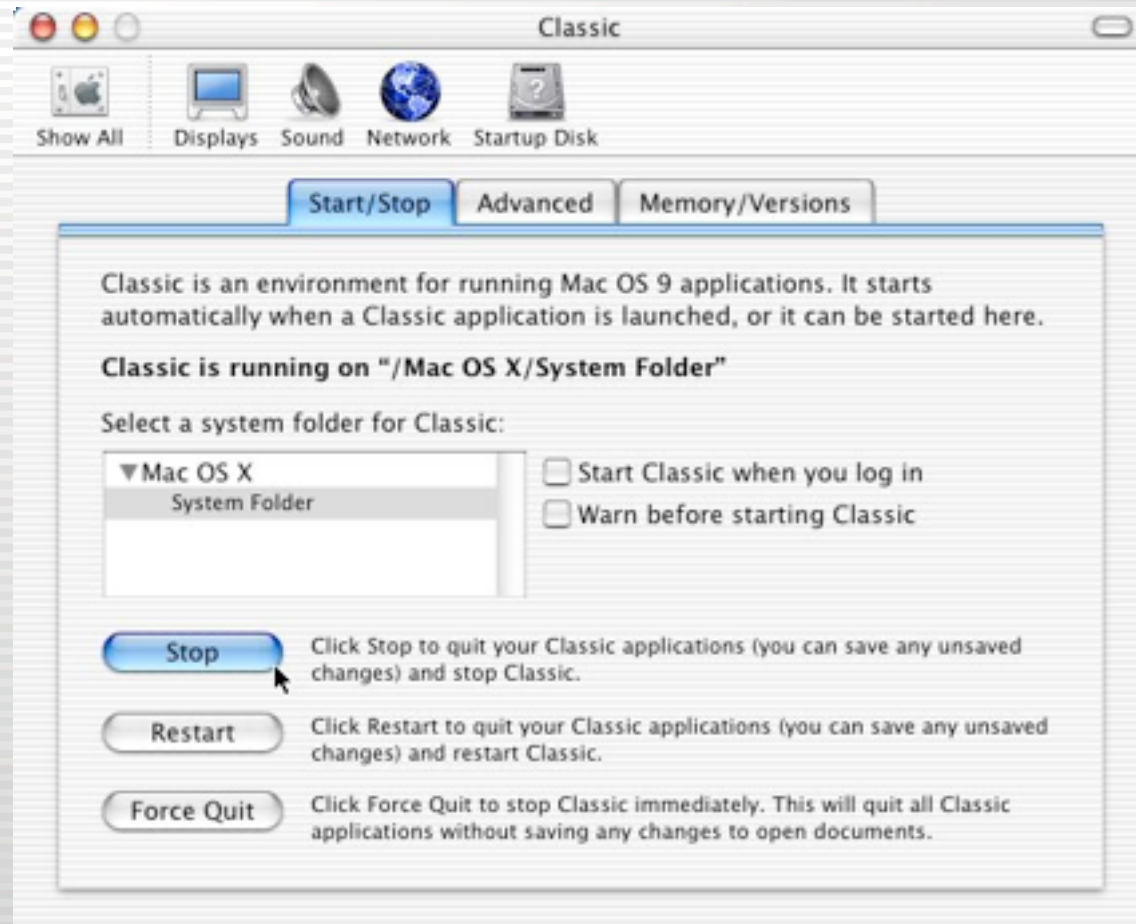 Classic
Show All
Displays
Sound
Network
Startup Disk
Start/Stop
Advanced
Memory/Versions
Classic is an environment for running Mac OS 9 applications. It starts
automatically when a Classic application is launched, or it can be started here.
Classic is running on “/Mac OS X/System Folder”
Select a system folder for Classic:
Mac OS X
System Folder
Start Classic when you log in
Warn before starting Classic
Stop
Click Stop to quit your Classic applications (you can save any unsaved
changes) and stop Classic.
Restart
Click Restart to quit your Classic applications (you can save any unsaved
changes) and restart Classic.
Force Quit
Click Force Quit to stop Classic immediately. This will quit all Classic
applications without saving any changes to open documents.